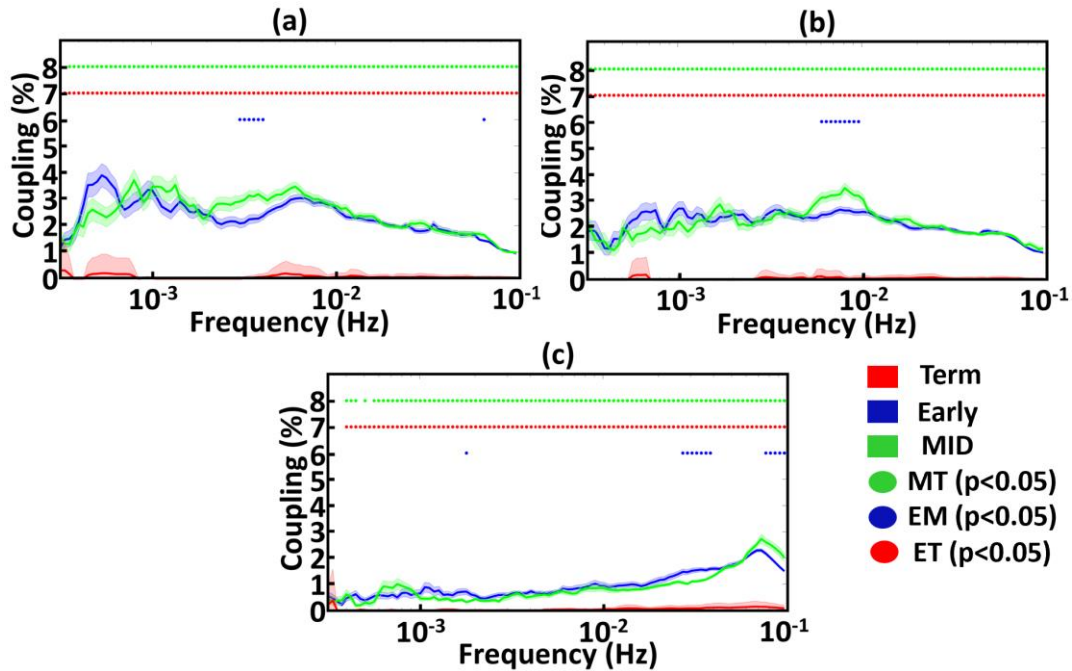 (a)
Coupling (%)
8
7
6
5
4
3
2
1
0
10-3
10-2
10-1
Frequency (Hz)
(b)
Coupling (%)
8
7
6
5
4
3
2
1
0
10-3
10-2
10-1
Frequency (Hz)
(c)
Coupling (%)
8
7
6
5
4
3
2
1
0
10-3
10-2
10-1
Frequency (Hz)
Term
Early
MID
MT (p<0.05)
EM (p<0.05)
ET (p<0.05)